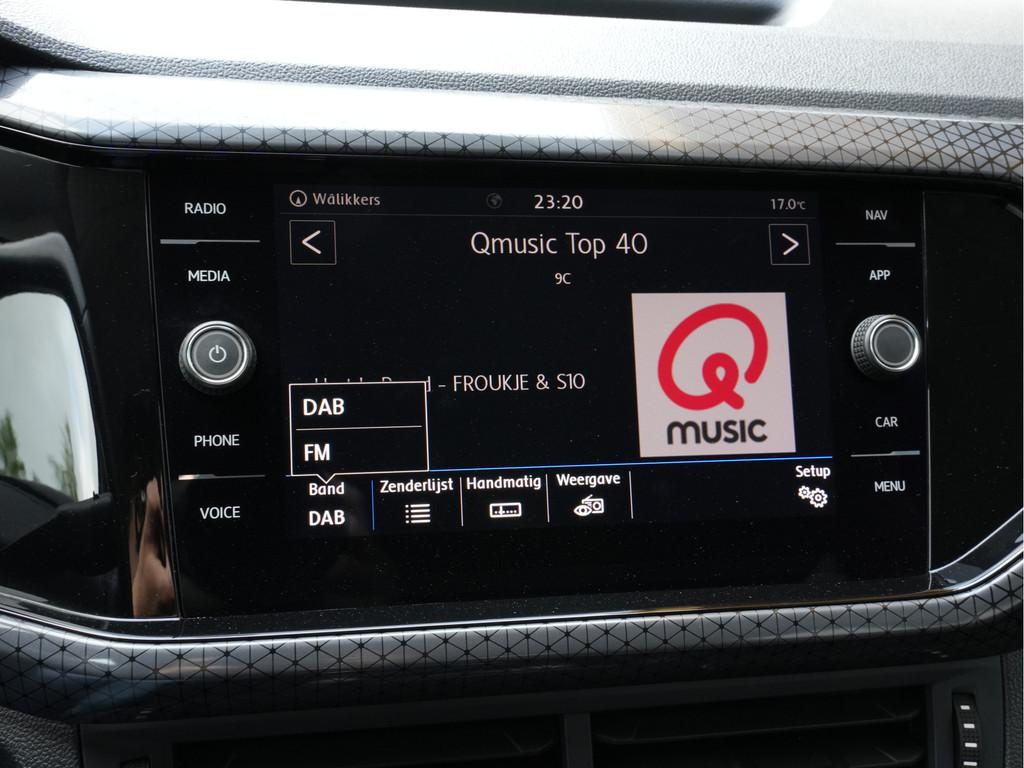 RADIO
MEDIA
PHONE
VOICE
Wâlikkers
23:20
17.0°C
<
Qmusic Top 40
>
9C
- FROUKJE & S10
DAB
FM
MUSIC
Band
DAB
Zenderlijst
Handmatig
Weergave
Setup
NAV
APP
CAR
MENU